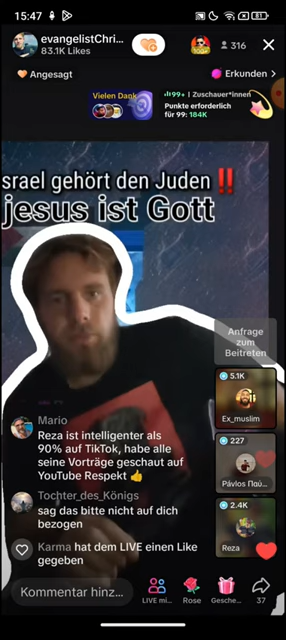 15:47
81
evangelistChri...
83.1K Likes
316
Angesagt
Erkunden >
Vielen Dank
99+ | Zuschauer*innen
Punkte erforderlich
für 99: 184K
srael gehört den Juden ‼️
jesus ist Gott
Anfrage
zum
Beitreten
5.1K
Ex_muslim
227
Pávlos Παύ...
2.4K
Reza
Mario
Reza ist intelligenter als
90% auf TikTok, habe alle
seine Vorträge geschaut auf
YouTube Respekt 👍
Tochter_des_Königs
sag das bitte nicht auf dich
bezogen
Karma hat dem LIVE einen Like
gegeben
Kommentar hinz...
LIVE mi...
Rose
Gesche...
37